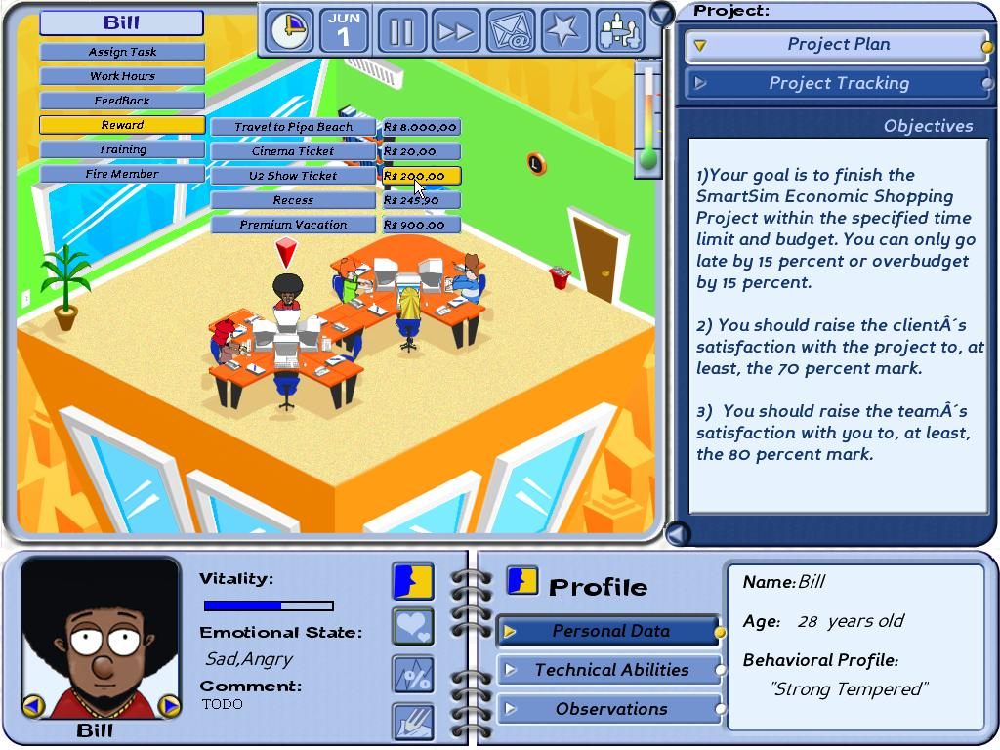 Bill
Assign Task
Work Hours
FeedBack
Reward
Training
Fire Member
Travel to Pipa Beach R$ 8.000,00
Cinema Ticket R$ 20,00
U2 Show Ticket R$ 200,00
Recess R$ 245,90
Premium Vacation R$ 900,00
JUN
1
L
Project:
Project Plan
Project Tracking
Objectives
1)Your goal is to finish the
SmartSim Economic Shopping
Project within the specified time
limit and budget. You can only go
late by 15 percent or overbudget
by 15 percent.
2) You should raise the clientÂ´s
satisfaction with the project to, at
least, the 70 percent mark.
3) You should raise the teamÂ´s
satisfaction with you to, at least,
the 80 percent mark.
Bill
Vitality:
Emotional State:
Sad,Angry
Comment:
TODO
%
Profile
Personal Data
Technical Abilities
Observations
Name:Bill
Age: 28 years old
Behavioral Profile:
"Strong Tempered"